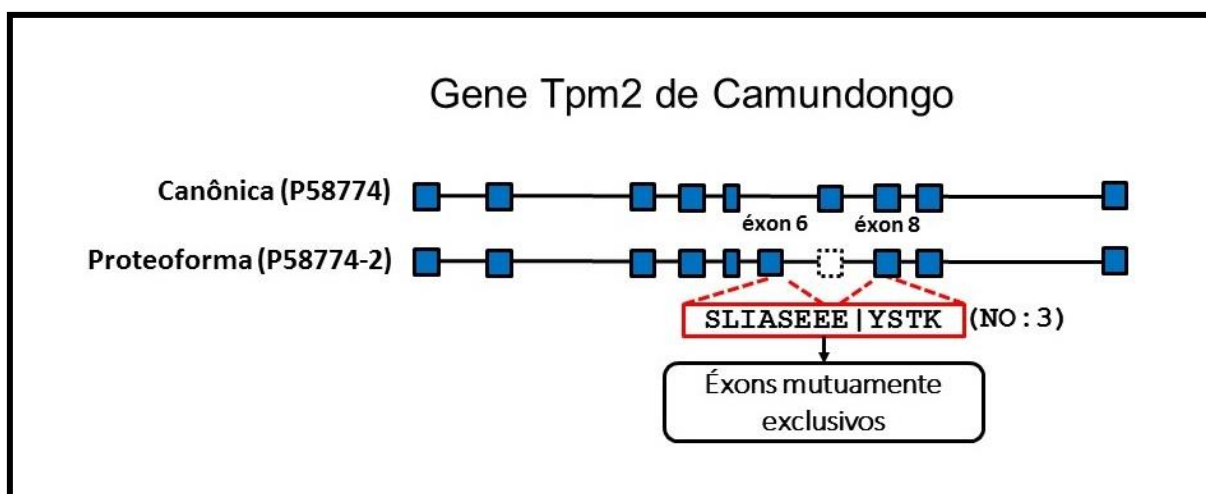 Gene Tpm2 de Camundongo
Canônica (P58774)
éxon 6 éxon 8
Proteoforma (P58774-2)
SLIASEEE|YSTK (NO:3)
Éxons mutuamente
exclusivos